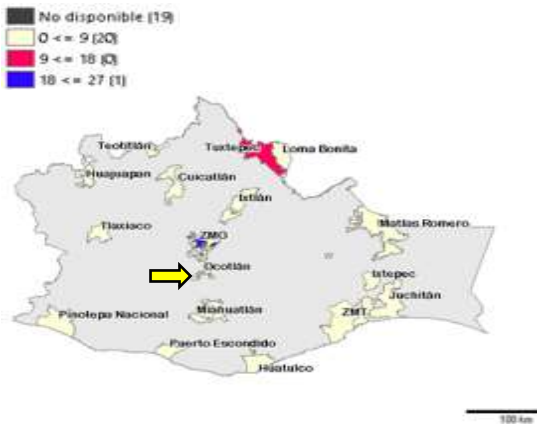 No disponible (19)
0 <= 9 (20)
9 <= 18 (0)
18 <= 27 (1)
Teotitlán
Tuxtepec
Loma Bonita
Huajuapan
Cuicatlán
Ixtlán
Tlaxiaco
ZMO
Matías Romero
Ocotlán
Ixtepec
Juchitán
Pinotepa Nacional
Miahuatlán
ZMT
Puerto Escondido
Huatulco
100 km